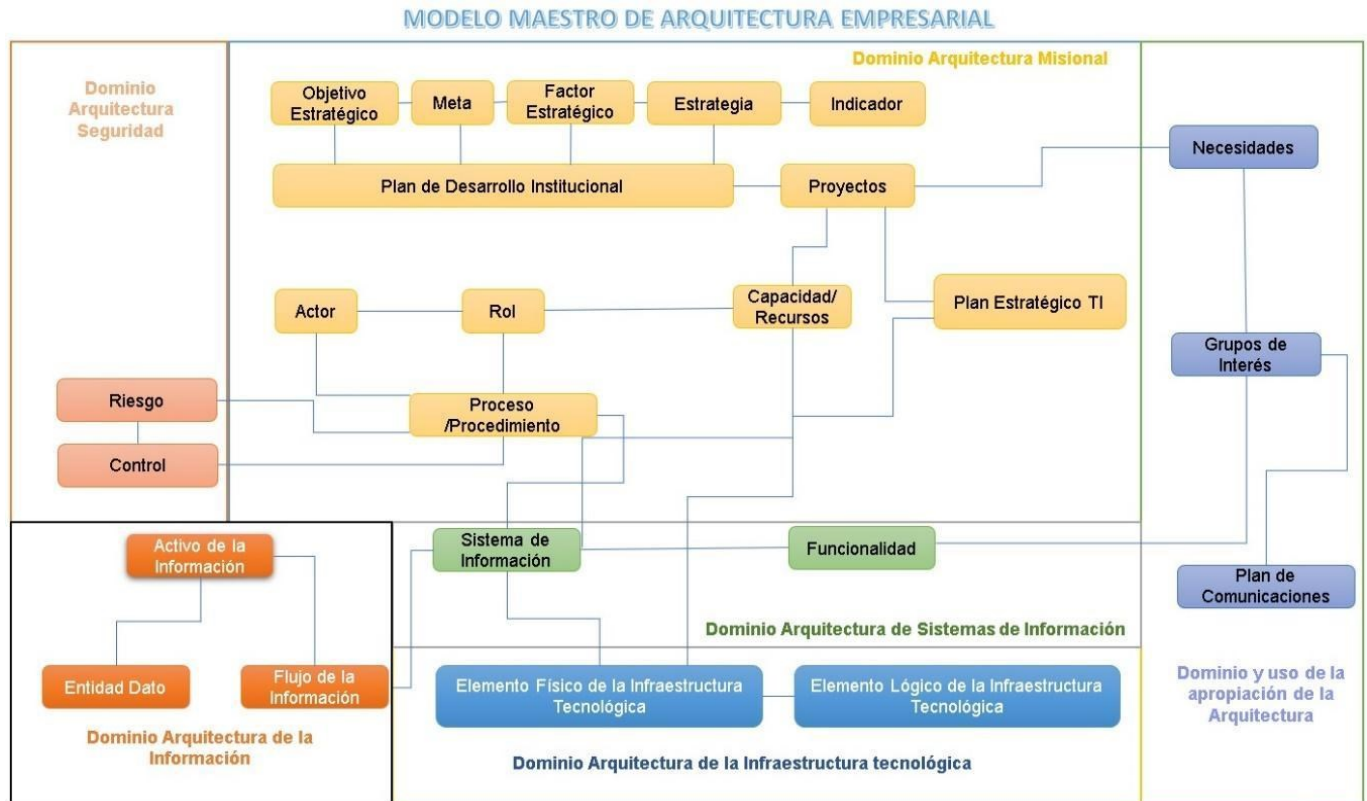 MODELO MAESTRO DE ARQUITECTURA EMPRESARIAL
Dominio
Arquitectura
Seguridad
Dominio Arquitectura Misional
Objetivo
Estratégico
Meta
Factor
Estratégico
Estrategia
Indicador
Plan de Desarrollo Institucional
Proyectos
Necesidades
Actor
Rol
Capacidad/
Recursos
Plan Estratégico TI
Grupos de
Interés
Riesgo
Proceso
/Procedimiento
Control
Activo de la
Información
Sistema de
Información
Funcionalidad
Plan de
Comunicaciones
Dominio Arquitectura de Sistemas de Información
Entidad Dato
Flujo de la
Información
Elemento Físico de la Infraestructura
Tecnológica
Elemento Lógico de la Infraestructura
Tecnológica
Dominio y uso de la
apropiación de la
Arquitectura
Dominio Arquitectura de la
Información
Dominio Arquitectura de la Infraestructura tecnológica